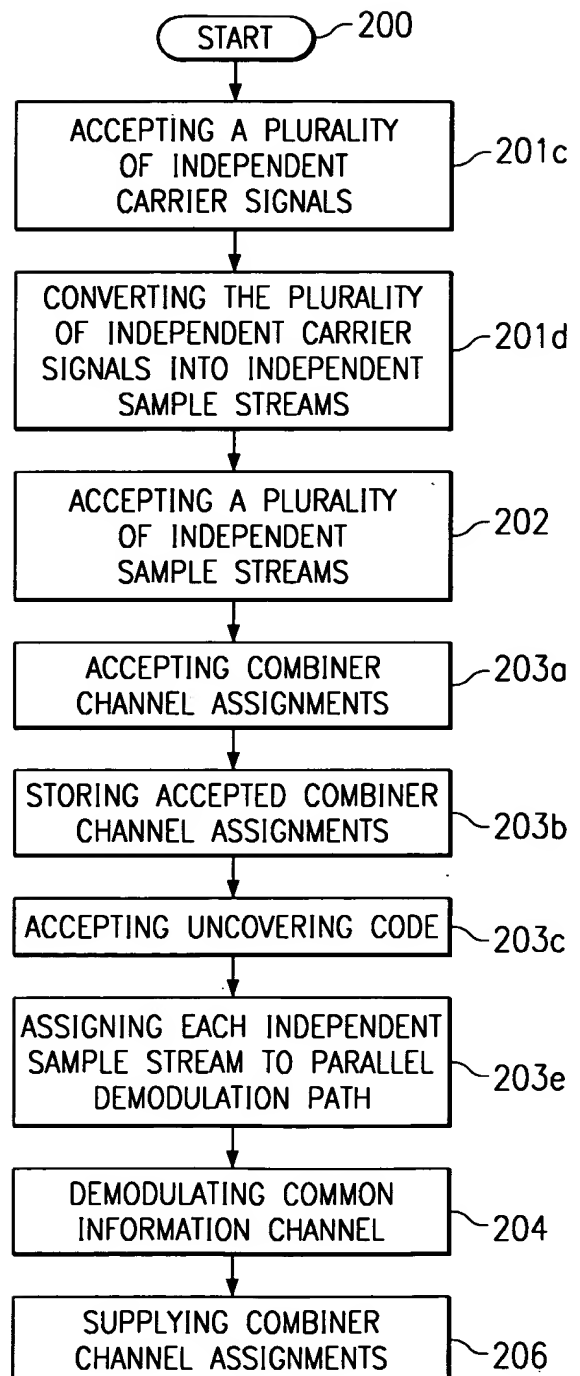 START
200
ACCEPTING A PLURALITY
OF INDEPENDENT
CARRIER SIGNALS
201c
CONVERTING THE PLURALITY
OF INDEPENDENT CARRIER
SIGNALS INTO INDEPENDENT
SAMPLE STREAMS
201d
ACCEPTING A PLURALITY
OF INDEPENDENT
SAMPLE STREAMS
202
ACCEPTING COMBINER
CHANNEL ASSIGNMENTS
203a
STORING ACCEPTED COMBINER
CHANNEL ASSIGNMENTS
203b
ACCEPTING UNCOVERING CODE
203c
ASSIGNING EACH INDEPENDENT
SAMPLE STREAM TO PARALLEL
DEMODULATION PATH
203e
DEMODULATING COMMON
INFORMATION CHANNEL
204
SUPPLYING COMBINER
CHANNEL ASSIGNMENTS
206